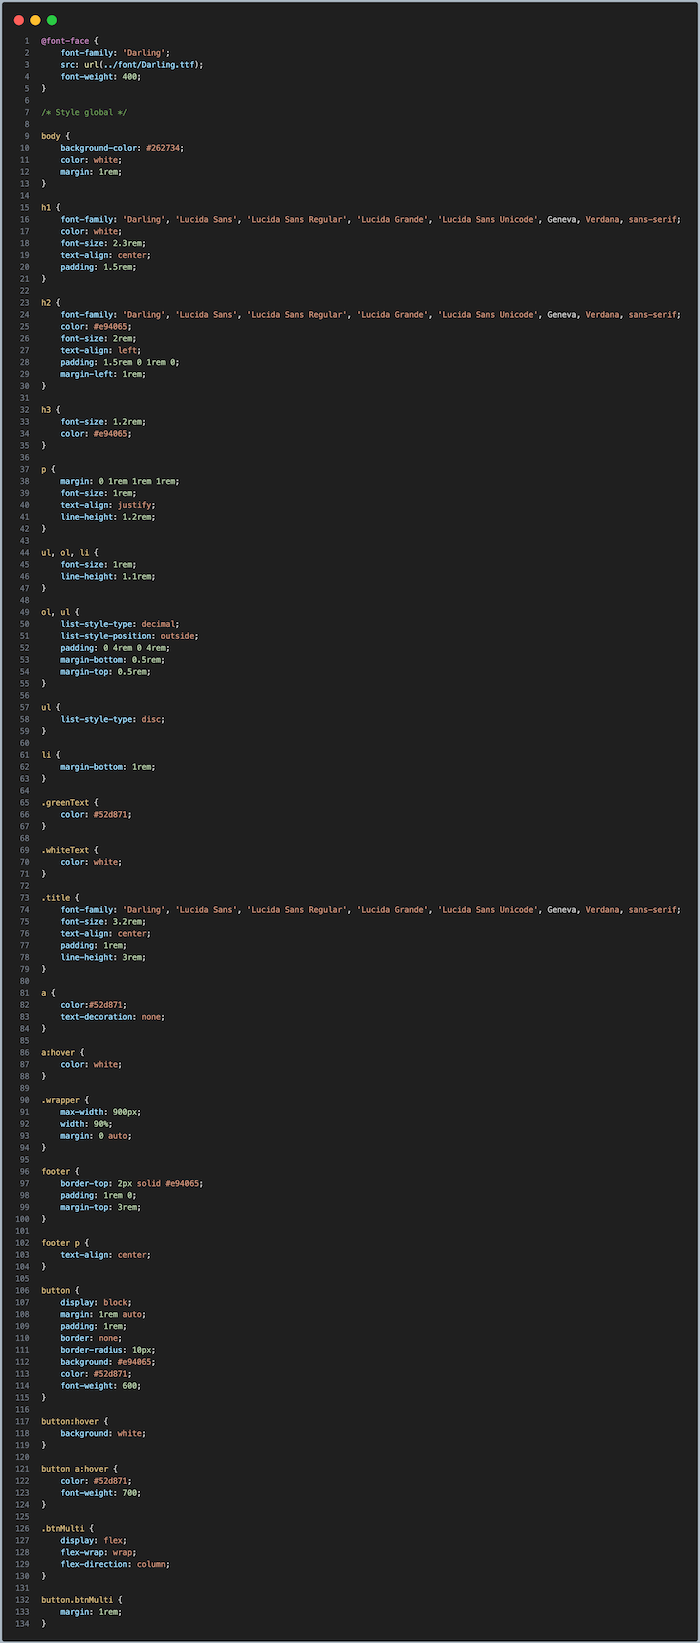 1 @font-face {
2 font-family: 'Darling';
3 src: url(../font/Darling.ttf);
4 font-weight: 400;
5 }
6
7 /* Style global */
8
9 body {
10 background-color: #262734;
11 color: white;
12 margin: 1rem;
13 }
14
15 h1 {
16 font-family: 'Darling', 'Lucida Sans', 'Lucida Sans Regular', 'Lucida Grande', 'Lucida Sans Unicode', Geneva, Verdana, sans-serif;
17 color: white;
18 font-size: 2.3rem;
19 text-align: center;
20 padding: 1.5rem;
21 }
22
23 h2 {
24 font-family: 'Darling', 'Lucida Sans', 'Lucida Sans Regular', 'Lucida Grande', 'Lucida Sans Unicode', Geneva, Verdana, sans-serif;
25 color: #e94065;
26 font-size: 2rem;
27 text-align: left;
28 padding: 1.5rem 0 1rem 0;
29 margin-left: 1rem;
30 }
31
32 h3 {
33 font-size: 1.2rem;
34 color: #e94065;
35 }
36
37 p {
38 margin: 0 1rem 1rem 1rem;
39 font-size: 1rem;
40 text-align: justify;
41 line-height: 1.2rem;
42 }
43
44 ul, ol, li {
45 font-size: 1rem;
46 line-height: 1.1rem;
47 }
48
49 ol, ul {
50 list-style-type: decimal;
51 list-style-position: outside;
52 padding: 0 4rem 0 4rem;
53 margin-bottom: 0.5rem;
54 margin-top: 0.5rem;
55 }
56
57 ul {
58 list-style-type: disc;
59 }
60
61 li {
62 margin-bottom: 1rem;
63 }
64
65 .greenText {
66 color: #52d871;
67 }
68
69 .whiteText {
70 color: white;
71 }
72
73 .title {
74 font-family: 'Darling', 'Lucida Sans', 'Lucida Sans Regular', 'Lucida Grande', 'Lucida Sans Unicode', Geneva, Verdana, sans-serif;
75 font-size: 3.2rem;
76 text-align: center;
77 padding: 1rem;
78 line-height: 3rem;
79 }
80
81 a {
82 color:#52d871;
83 text-decoration: none;
84 }
85
86 a:hover {
87 color: white;
88 }
89
90 .wrapper {
91 max-width: 900px;
92 width: 90%;
93 margin: 0 auto;
94 }
95
96 footer {
97 border-top: 2px solid #e94065;
98 padding: 1rem 0;
99 margin-top: 3rem;
100 }
101
102 footer p {
103 text-align: center;
104 }
105
106 button {
107 display: block;
108 margin: 1rem auto;
109 padding: 1rem;
110 border: none;
111 border-radius: 10px;
112 background: #e94065;
113 color: #52d871;
114 font-weight: 600;
115 }
116
117 button:hover {
118 background: white;
119 }
120
121 button a:hover {
122 color: #52d871;
123 font-weight: 700;
124 }
125
126 .btnMulti {
127 display: flex;
128 flex-wrap: wrap;
129 flex-direction: column;
130 }
131
132 button.btnMulti {
133 margin: 1rem;
134 }